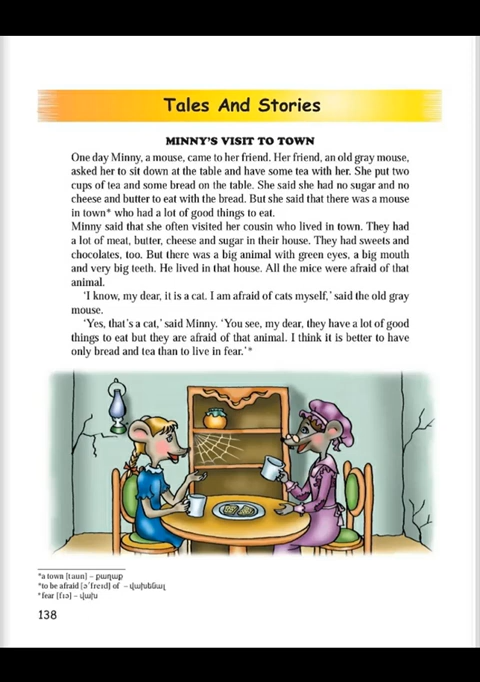 Tales And Stories
MINNY'S VISIT TO TOWN
One day Minny, a mouse, came to her friend. Her friend, an old gray mouse,
asked her to sit down at the table and have some tea with her. She put two
cups of tea and some bread on the table. She said she had no sugar and no
cheese and butter to eat with the bread. But she said that there was a mouse
in town* who had a lot of good things to eat.
Minny said that she often visited her cousin who lived in town. They had
a lot of meat, butter, cheese and sugar in their house. They had sweets and
chocolates, too. But there was a big animal with green eyes, a big mouth
and very big teeth. He lived in that house. All the mice were afraid of that
animal.
'I know, my dear, it is a cat. I am afraid of cats myself,' said the old gray
mouse.
'Yes, that's a cat,' said Minny. 'You see, my dear, they have a lot of good
things to eat but they are afraid of that animal. I think it is better to have
only bread and tea than to live in fear.'*
*a town [taun] – քաղաք
*to be afraid [ə'freıd] of – վախենալ
*fear [fıə] – վախ
138